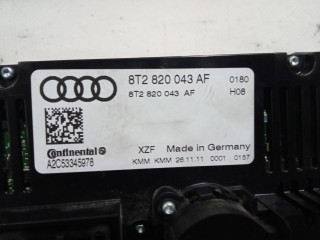 8T2 820 043 AF 0180
8T2 820 043 AF H08
Continental
A2C53345978
XZF Made in Germany
KMM KMM 26.11.11 0001 0157